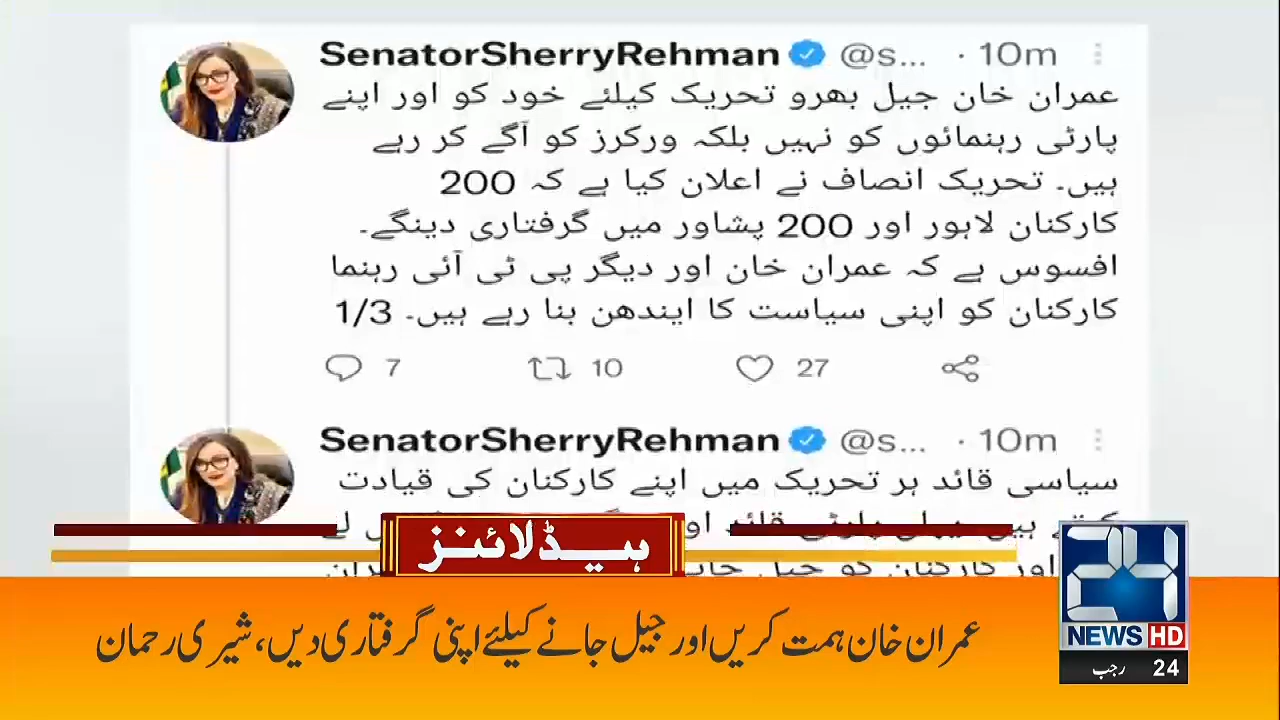 SenatorSherryRehman @s... · 10m
عمران خان جیل بھرو تحریک کیلئے خود کو اور اپنے
پارٹی رہنمائوں کو نہیں بلکہ ورکرز کو آگے کر رہے
ہیں۔ تحریک انصاف نے اعلان کیا ہے کہ 200
کارکنان لاہور اور 200 پشاور میں گرفتاری دینگے۔
افسوس ہے کہ عمران خان اور دیگر پی ٹی آئی رہنما
کارکنان کو اپنی سیاست کا ایندھن بنا رہے ہیں۔ 1/3
7 10 27
SenatorSherryRehman @s... · 10m
سیاسی قائد ہر تحریک میں اپنے کارکنان کی قیادت
ہیڈلائنز
عمران خان ہمت کریں اور جیل جانے کیلئے اپنی گرفتاری دیں، شیری رحمان
24
NEWS HD
24 رجب